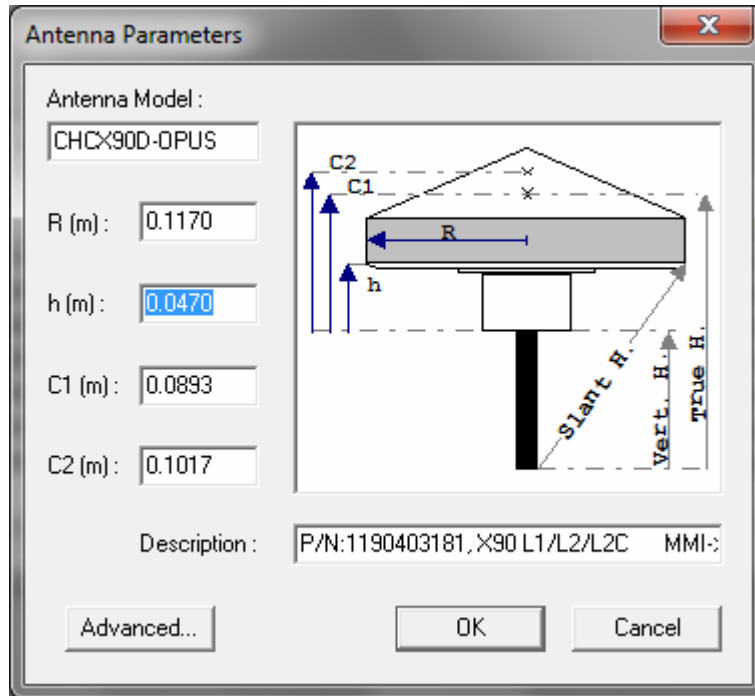 Antenna Parameters
Antenna Model :
CHCX90D-OPUS
R (m) : 0.1170
h (m) : 0.0470
C1 (m) : 0.0893
C2 (m) : 0.1017
C2
C1
R
h
Slant H.
Vert. H.
True H.
Description : P/N:1190403181, X90 L1/L2/L2C MMI-
Advanced... OK Cancel